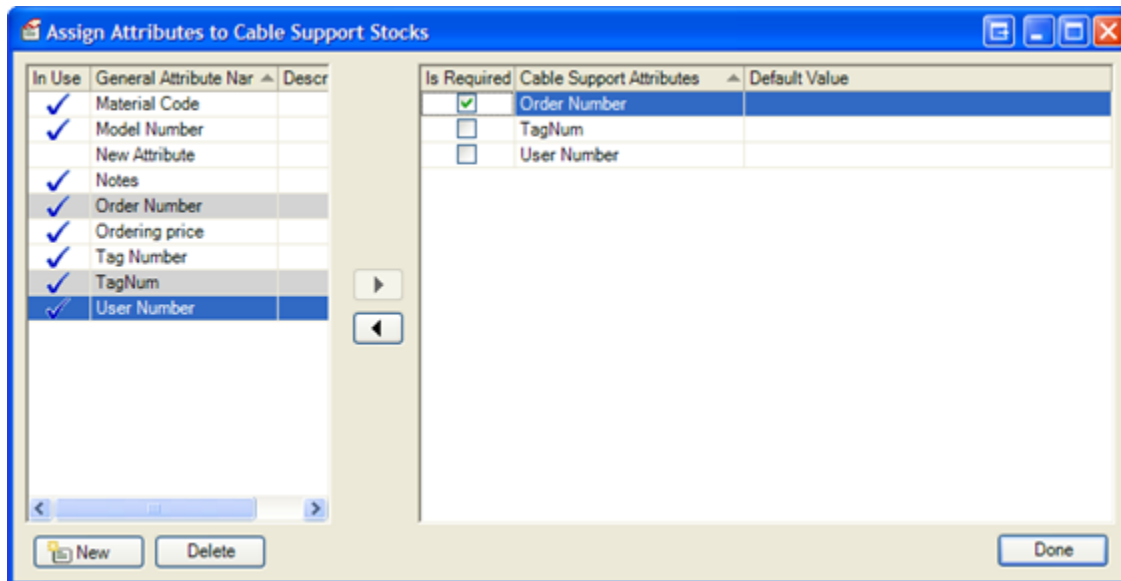 Assign Attributes to Cable Support Stocks
In Use General Attribute Nar Descr
Material Code
Model Number
New Attribute
Notes
Order Number
Ordering price
Tag Number
TagNum
User Number
Is Required Cable Support Attributes Default Value
Order Number
TagNum
User Number
New Delete
Done